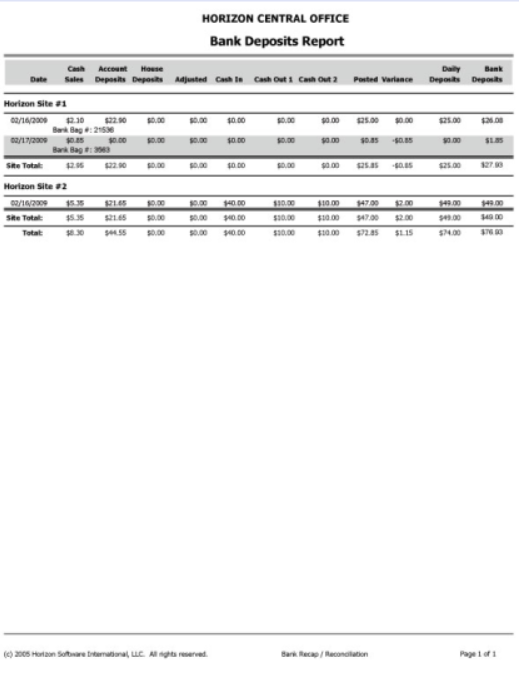 HORIZON CENTRAL OFFICE
Bank Deposits Report
Cash Account House Daily Bank
Date Sales Deposits Deposits Adjusted Cash In Cash Out 1 Cash Out 2 Posted Variance Deposits Deposits
Horizon Site #1
02/16/2009 $2.10 $22.90 $0.00 $0.00 $0.00 $0.00 $0.00 $25.00 $0.00 $25.00 $26.08
Bank Bag #: 21536
02/17/2009 $0.85 $0.00 $0.00 $0.00 $0.00 $0.00 $0.00 $0.85 -$0.85 $0.00 $1.85
Bank Bag #: 3563
Site Total: $2.95 $22.90 $0.00 $0.00 $0.00 $0.00 $0.00 $25.85 -$0.85 $25.00 $27.93
Horizon Site #2
02/16/2009 $5.35 $21.65 $0.00 $0.00 $40.00 $10.00 $10.00 $47.00 $2.00 $49.00 $49.00
Site Total: $5.35 $21.65 $0.00 $0.00 $40.00 $10.00 $10.00 $47.00 $2.00 $49.00 $49.00
Total: $8.30 $44.55 $0.00 $0.00 $40.00 $10.00 $10.00 $72.85 $1.15 $74.00 $76.93
(c) 2005 Horizon Software International, LLC. All rights reserved. Bank Recap / Reconciliation Page 1 of 1